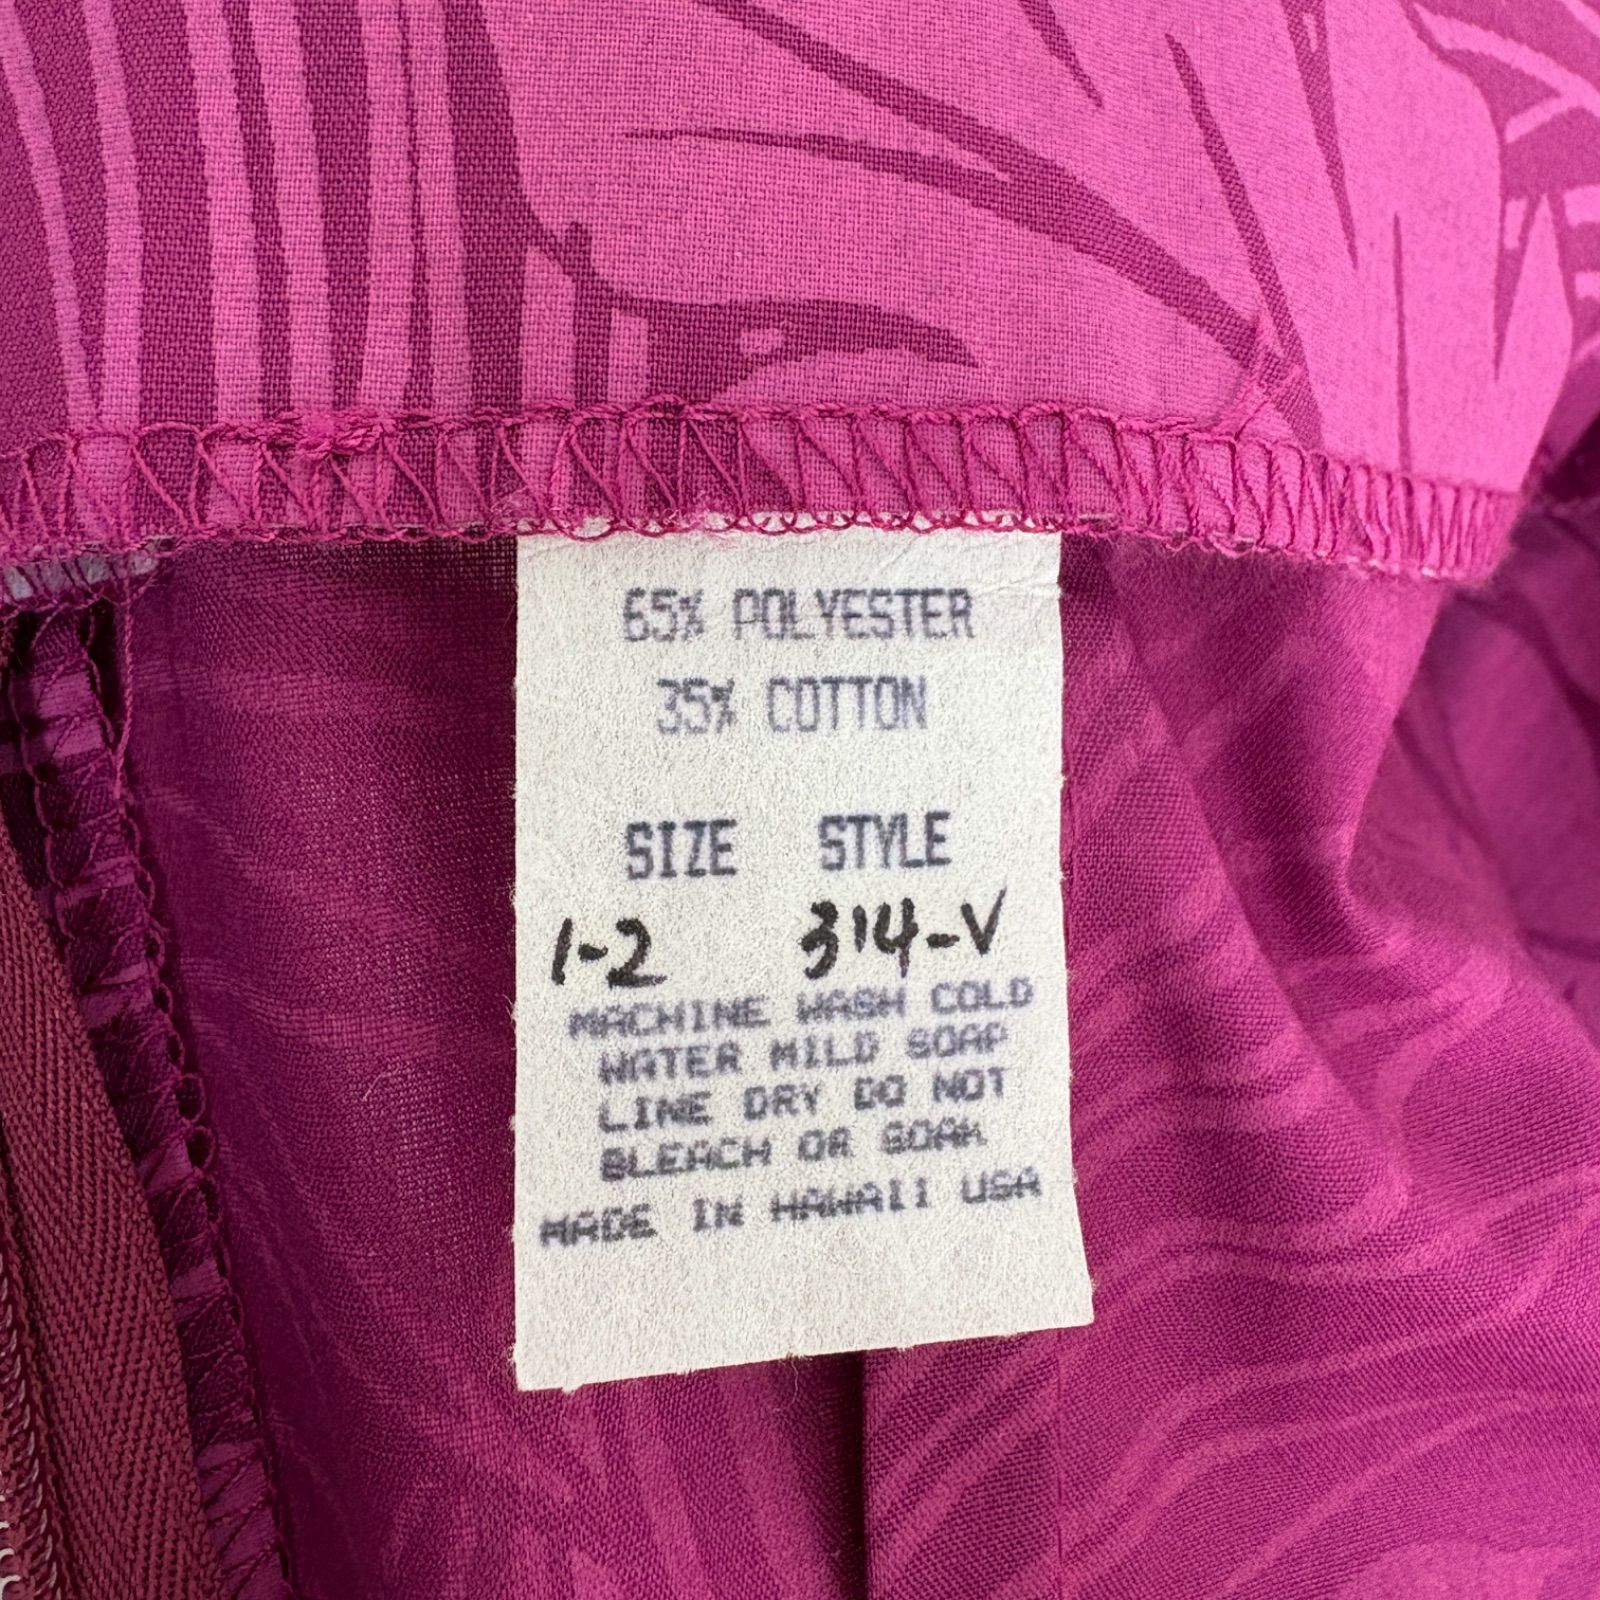 65% POLYESTER
35% COTTON
SIZE STYLE
1-2 314-V
MACHINE WASH COLD
WATER MILD SOAP
LINE DRY DO NOT
BLEACH OR SOAK
MADE IN HAWAII USA